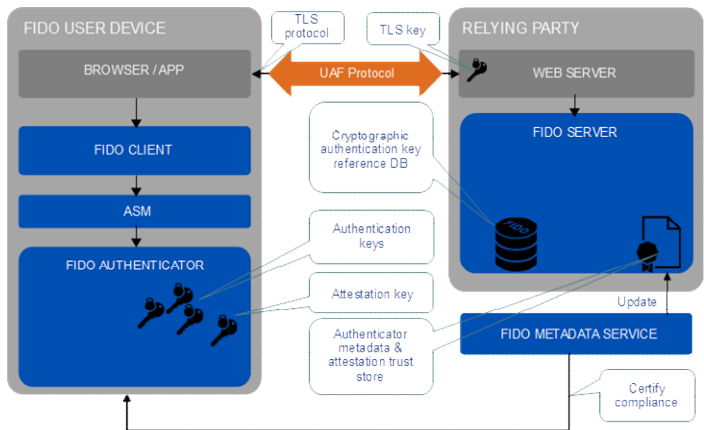 FIDO USER DEVICE
BROWSER / APP
FIDO CLIENT
ASM
FIDO AUTHENTICATOR
TLS
protocol
TLS key
UAF Protocol
Cryptographic
authentication key
reference DB
Authentication
keys
Attestation key
Authenticator
metadata &
attestation trust
store
RELYING PARTY
WEB SERVER
FIDO SERVER
FIDO
Update
FIDO METADATA SERVICE
Certify
compliance